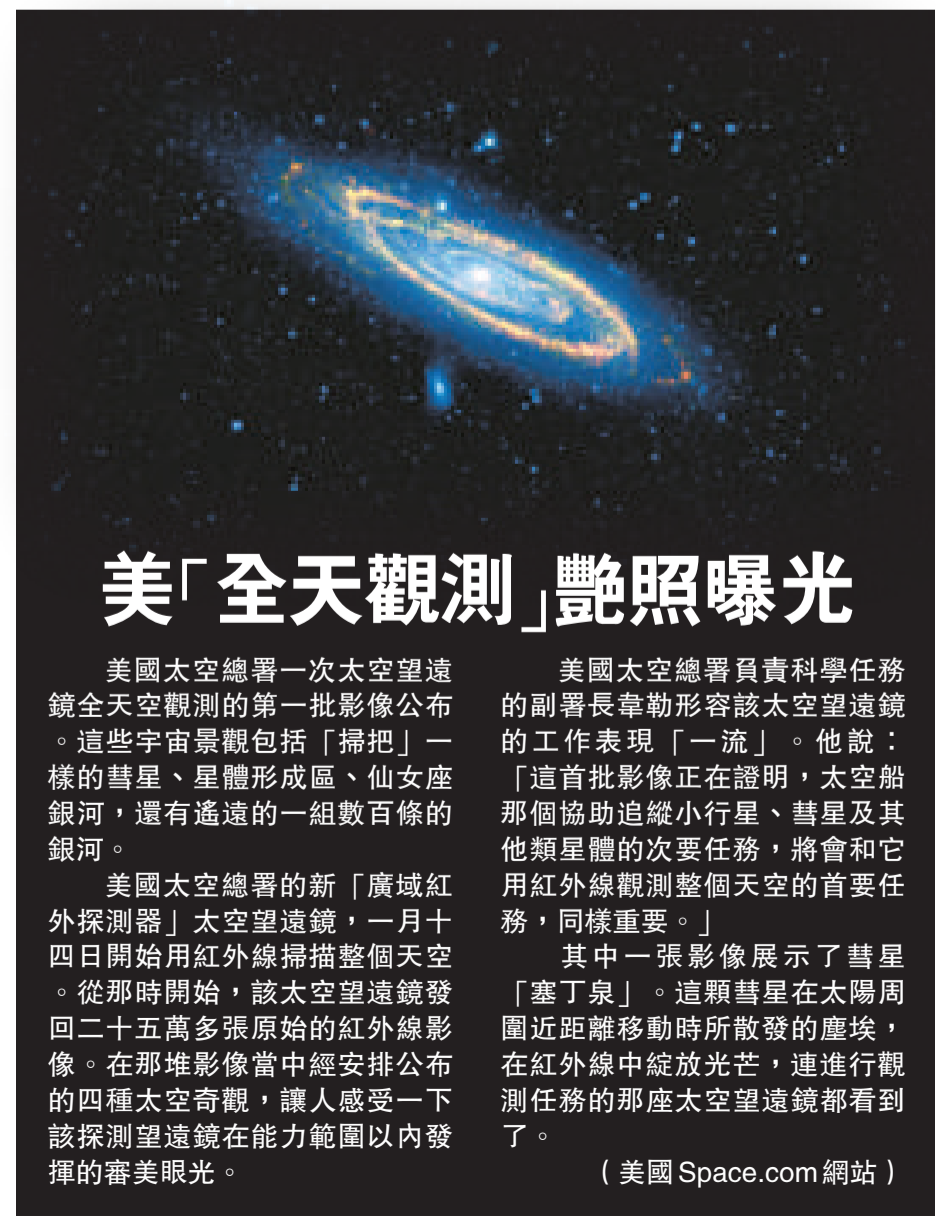 美「全天觀測」艷照曝光
美國太空總署一次太空望遠
鏡全天空觀測的第一批影像公布
。這些宇宙景觀包括「掃把」一
樣的彗星、星體形成區、仙女座
銀河，還有遙遠的一組數百條的
銀河。
美國太空總署的新「廣域紅
外探測器」太空望遠鏡，一月十
四日開始用紅外線掃描整個天空
。從那時開始，該太空望遠鏡發
回二十五萬多張原始的紅外線影
像。在那堆影像當中經安排公布
的四種太空奇觀，讓人感受一下
該探測望遠鏡在能力範圍以內發
揮的審美眼光。
美國太空總署負責科學任務
的副署長韋勒形容該太空望遠鏡
的工作表現「一流」。他說：
「這首批影像正在證明，太空船
那個協助追縱小行星、彗星及其
他類星體的次要任務，將會和它
用紅外線觀測整個天空的首要任
務，同樣重要。」
其中一張影像展示了彗星
「塞丁泉」。這顆彗星在太陽周
圍近距離移動時所散發的塵埃，
在紅外線中綻放光芒，連進行觀
測任務的那座太空望遠鏡都看到
了。
（美國Space.com網站）